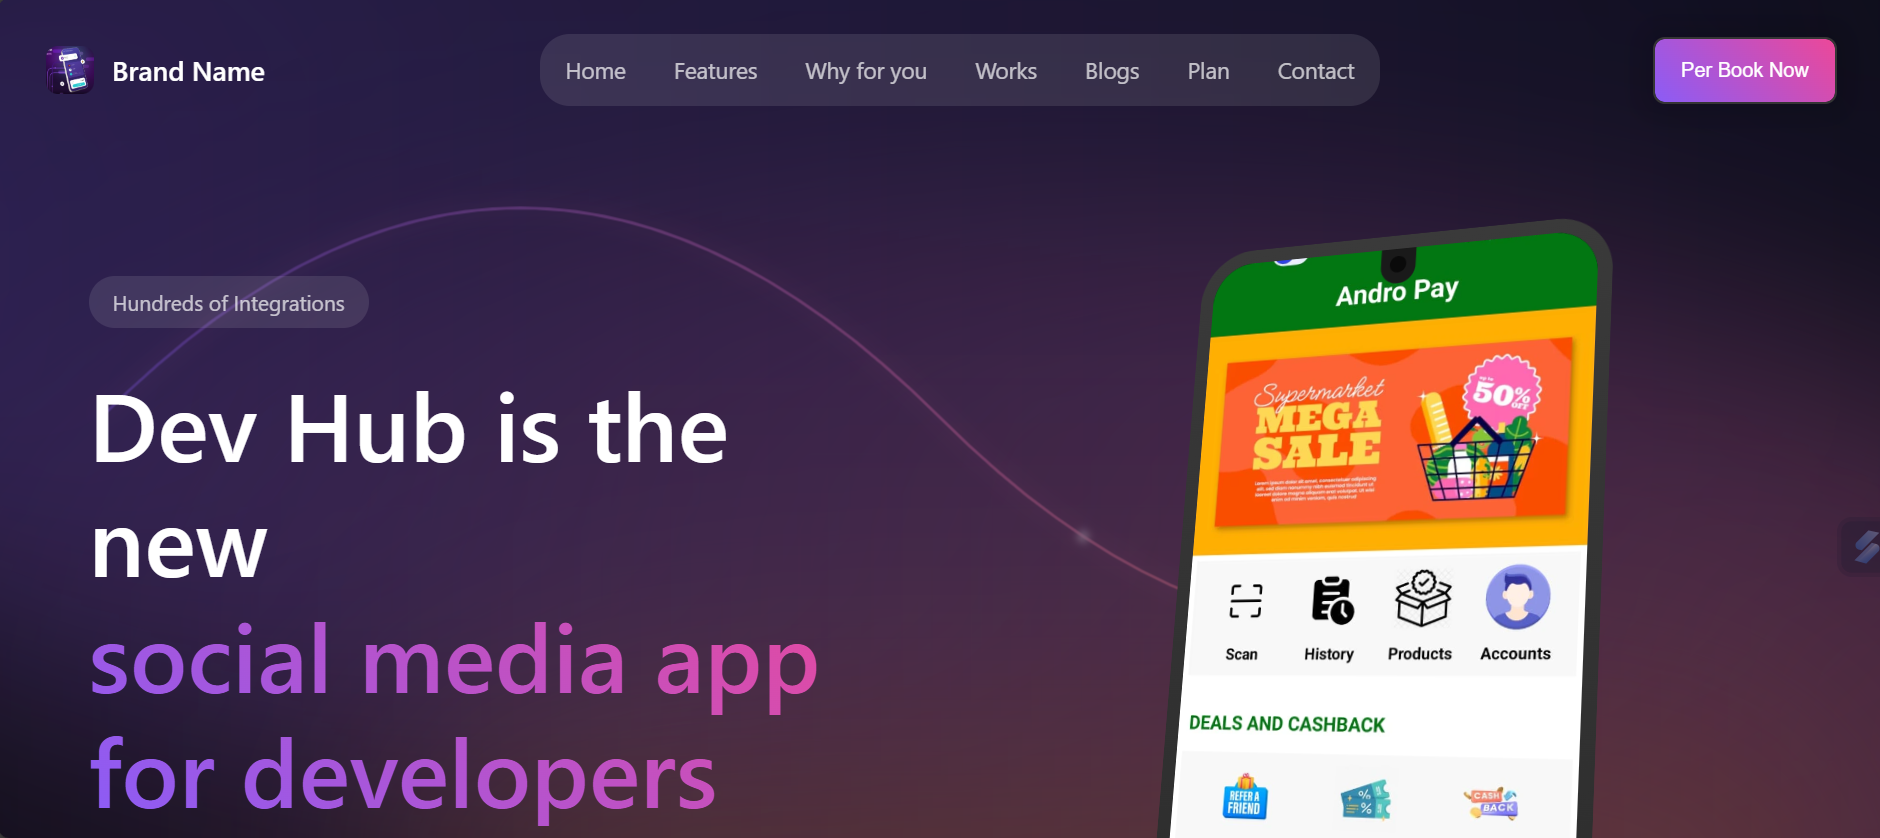 Brand Name
Home Features Why for you Works Blogs Plan Contact
Per Book Now
Hundreds of Integrations
Dev Hub is the
new
social media app
for developers
Andro Pay
Supermarket
MEGA
SALE
up to
50%
OFF
Scan History Products Accounts
DEALS AND CASHBACK
REFER A
FRIEND
% %
CASH
BACK